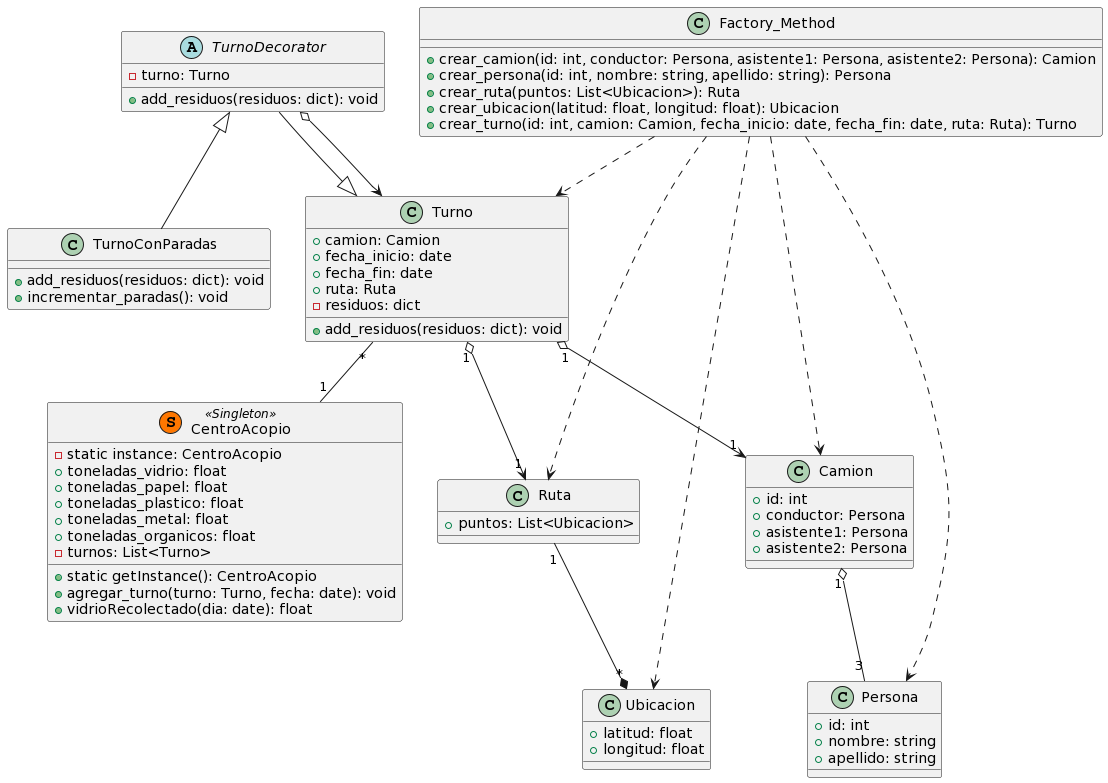 A TurnoDecorator
turno: Turno
add_residuos(residuos: dict): void
C Factory_Method
crear_camion(id: int, conductor: Persona, asistente1: Persona, asistente2: Persona): Camion
crear_persona(id: int, nombre: string, apellido: string): Persona
crear_ruta(puntos: List<Ubicacion>): Ruta
crear_ubicacion(latitud: float, longitud: float): Ubicacion
crear_turno(id: int, camion: Camion, fecha_inicio: date, fecha_fin: date, ruta: Ruta): Turno
C TurnoConParadas
add_residuos(residuos: dict): void
incrementar_paradas(): void
C Turno
camion: Camion
fecha_inicio: date
fecha_fin: date
ruta: Ruta
residuos: dict
add_residuos(residuos: dict): void
*
1
1
1
1
1
«Singleton»
S CentroAcopio
static instance: CentroAcopio
toneladas_vidrio: float
toneladas_papel: float
toneladas_plastico: float
toneladas_metal: float
toneladas_organicos: float
turnos: List<Turno>
static getInstance(): CentroAcopio
agregar_turno(turno: Turno, fecha: date): void
vidrioRecolectado(dia: date): float
C Ruta
puntos: List<Ubicacion>
1
*
C Camion
id: int
conductor: Persona
asistente1: Persona
asistente2: Persona
1
3
C Ubicacion
latitud: float
longitud: float
C Persona
id: int
nombre: string
apellido: string